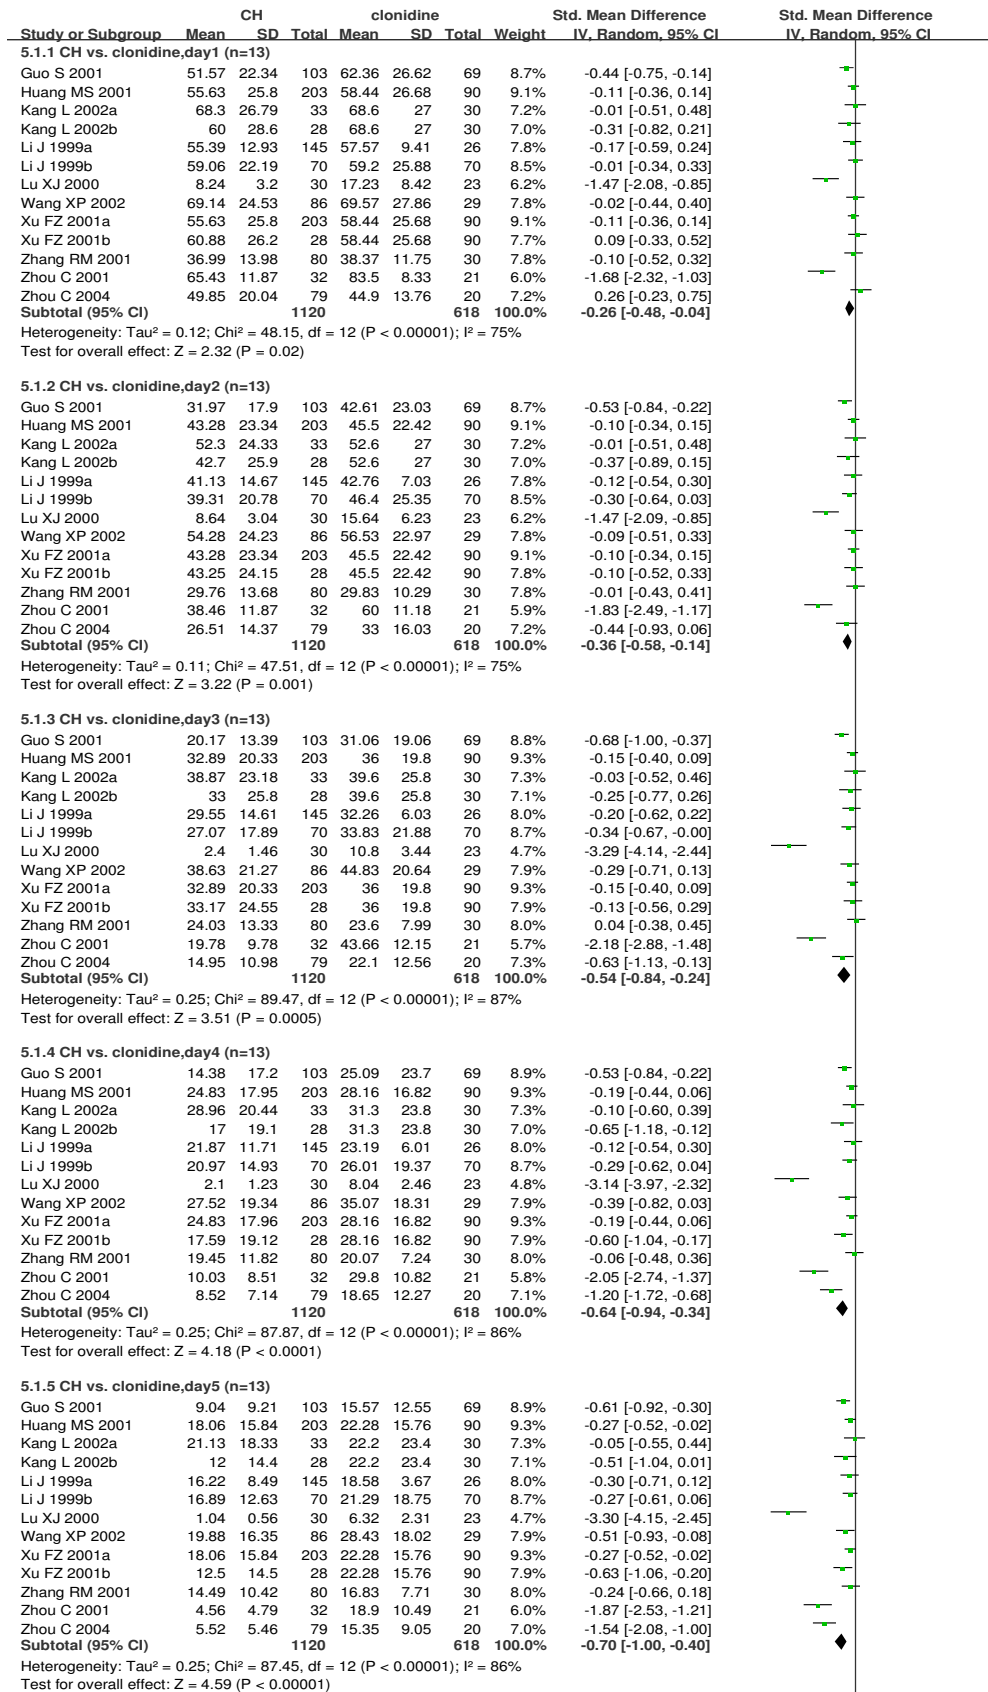 CH clonidine Std. Mean Difference Std. Mean Difference
Study or Subgroup Mean SD Total Mean SD Total Weight IV, Random, 95% CI IV, Random, 95% CI
5.1.1 CH vs. clonidine,day1 (n=13)
Guo S 2001 51.57 22.34 103 62.36 26.62 69 8.7% -0.44 [-0.75, -0.14]
Huang MS 2001 55.63 25.8 203 58.44 26.68 90 9.1% -0.11 [-0.36, 0.14]
Kang L 2002a 68.3 26.79 33 68.6 27 30 7.2% -0.01 [-0.51, 0.48]
Kang L 2002b 60 28.6 28 68.6 27 30 7.0% -0.31 [-0.82, 0.21]
Li J 1999a 55.39 12.93 145 57.57 9.41 26 7.8% -0.17 [-0.59, 0.24]
Li J 1999b 59.06 22.19 70 59.2 25.88 70 8.5% -0.01 [-0.34, 0.33]
Lu XJ 2000 8.24 3.2 30 17.23 8.42 23 6.2% -1.47 [-2.08, -0.85]
Wang XP 2002 69.14 24.53 86 69.57 27.86 29 7.8% -0.02 [-0.44, 0.40]
Xu FZ 2001a 55.63 25.8 203 58.44 25.68 90 9.1% -0.11 [-0.36, 0.14]
Xu FZ 2001b 60.88 26.2 28 58.44 25.68 90 7.7% 0.09 [-0.33, 0.52]
Zhang RM 2001 36.99 13.98 80 38.37 11.75 30 7.8% -0.10 [-0.52, 0.32]
Zhou C 2001 65.43 11.87 32 83.5 8.33 21 6.0% -1.68 [-2.32, -1.03]
Zhou C 2004 49.85 20.04 79 44.9 13.76 20 7.2% 0.26 [-0.23, 0.75]
Subtotal (95% CI) 1120 618 100.0% -0.26 [-0.48, -0.04]
Heterogeneity: Tau² = 0.12; Chi² = 48.15, df = 12 (P < 0.00001); I² = 75%
Test for overall effect: Z = 2.32 (P = 0.02)
5.1.2 CH vs. clonidine,day2 (n=13)
Guo S 2001 31.97 17.9 103 42.61 23.03 69 8.7% -0.53 [-0.84, -0.22]
Huang MS 2001 43.28 23.34 203 45.5 22.42 90 9.1% -0.10 [-0.34, 0.15]
Kang L 2002a 52.3 24.33 33 52.6 27 30 7.2% -0.01 [-0.51, 0.48]
Kang L 2002b 42.7 25.9 28 52.6 27 30 7.0% -0.37 [-0.89, 0.15]
Li J 1999a 41.13 14.67 145 42.76 7.03 26 7.8% -0.12 [-0.54, 0.30]
Li J 1999b 39.31 20.78 70 46.4 25.35 70 8.5% -0.30 [-0.64, 0.03]
Lu XJ 2000 8.64 3.04 30 15.64 6.23 23 6.2% -1.47 [-2.09, -0.85]
Wang XP 2002 54.28 24.23 86 56.53 22.97 29 7.8% -0.09 [-0.51, 0.33]
Xu FZ 2001a 43.28 23.34 203 45.5 22.42 90 9.1% -0.10 [-0.34, 0.15]
Xu FZ 2001b 43.25 24.15 28 45.5 22.42 90 7.8% -0.10 [-0.52, 0.33]
Zhang RM 2001 29.76 13.68 80 29.83 10.29 30 7.8% -0.01 [-0.43, 0.41]
Zhou C 2001 38.46 11.87 32 60 11.18 21 5.9% -1.83 [-2.49, -1.17]
Zhou C 2004 26.51 14.37 79 33 16.03 20 7.2% -0.44 [-0.93, 0.06]
Subtotal (95% CI) 1120 618 100.0% -0.36 [-0.58, -0.14]
Heterogeneity: Tau² = 0.11; Chi² = 47.51, df = 12 (P < 0.00001); I² = 75%
Test for overall effect: Z = 3.22 (P = 0.001)
5.1.3 CH vs. clonidine,day3 (n=13)
Guo S 2001 20.17 13.39 103 31.06 19.06 69 8.8% -0.68 [-1.00, -0.37]
Huang MS 2001 32.89 20.33 203 36 19.8 90 9.3% -0.15 [-0.40, 0.09]
Kang L 2002a 38.87 23.18 33 39.6 25.8 30 7.3% -0.03 [-0.52, 0.46]
Kang L 2002b 33 25.8 28 39.6 25.8 30 7.1% -0.25 [-0.77, 0.26]
Li J 1999a 29.55 14.61 145 32.26 6.03 26 8.0% -0.20 [-0.62, 0.22]
Li J 1999b 27.07 17.89 70 33.83 21.88 70 8.7% -0.34 [-0.67, -0.00]
Lu XJ 2000 2.4 1.46 30 10.8 3.44 23 4.7% -3.29 [-4.14, -2.44]
Wang XP 2002 38.63 21.27 86 44.83 20.64 29 7.9% -0.29 [-0.71, 0.13]
Xu FZ 2001a 32.89 20.33 203 36 19.8 90 9.3% -0.15 [-0.40, 0.09]
Xu FZ 2001b 33.17 24.55 28 36 19.8 90 7.9% -0.13 [-0.56, 0.29]
Zhang RM 2001 24.03 13.33 80 23.6 7.99 30 8.0% 0.04 [-0.38, 0.45]
Zhou C 2001 19.78 9.78 32 43.66 12.15 21 5.7% -2.18 [-2.88, -1.48]
Zhou C 2004 14.95 10.98 79 22.1 12.56 20 7.3% -0.63 [-1.13, -0.13]
Subtotal (95% CI) 1120 618 100.0% -0.54 [-0.84, -0.24]
Heterogeneity: Tau² = 0.25; Chi² = 89.47, df = 12 (P < 0.00001); I² = 87%
Test for overall effect: Z = 3.51 (P = 0.0005)
5.1.4 CH vs. clonidine,day4 (n=13)
Guo S 2001 14.38 17.2 103 25.09 23.7 69 8.9% -0.53 [-0.84, -0.22]
Huang MS 2001 24.83 17.95 203 28.16 16.82 90 9.3% -0.19 [-0.44, 0.06]
Kang L 2002a 28.96 20.44 33 31.3 23.8 30 7.3% -0.10 [-0.60, 0.39]
Kang L 2002b 17 19.1 28 31.3 23.8 30 7.0% -0.65 [-1.18, -0.12]
Li J 1999a 21.87 11.71 145 23.19 6.01 26 8.0% -0.12 [-0.54, 0.30]
Li J 1999b 20.97 14.93 70 26.01 19.37 70 8.7% -0.29 [-0.62, 0.04]
Lu XJ 2000 2.1 1.23 30 8.04 2.46 23 4.8% -3.14 [-3.97, -2.32]
Wang XP 2002 27.52 19.34 86 35.07 18.31 29 7.9% -0.39 [-0.82, 0.03]
Xu FZ 2001a 24.83 17.96 203 28.16 16.82 90 9.3% -0.19 [-0.44, 0.06]
Xu FZ 2001b 17.59 19.12 28 28.16 16.82 90 7.9% -0.60 [-1.04, -0.17]
Zhang RM 2001 19.45 11.82 80 20.07 7.24 30 8.0% -0.06 [-0.48, 0.36]
Zhou C 2001 10.03 8.51 32 29.8 10.82 21 5.8% -2.05 [-2.74, -1.37]
Zhou C 2004 8.52 7.14 79 18.65 12.27 20 7.1% -1.20 [-1.72, -0.68]
Subtotal (95% CI) 1120 618 100.0% -0.64 [-0.94, -0.34]
Heterogeneity: Tau² = 0.25; Chi² = 87.87, df = 12 (P < 0.00001); I² = 86%
Test for overall effect: Z = 4.18 (P < 0.0001)
5.1.5 CH vs. clonidine,day5 (n=13)
Guo S 2001 9.04 9.21 103 15.57 12.55 69 8.9% -0.61 [-0.92, -0.30]
Huang MS 2001 18.06 15.84 203 22.28 15.76 90 9.3% -0.27 [-0.52, -0.02]
Kang L 2002a 21.13 18.33 33 22.2 23.4 30 7.3% -0.05 [-0.55, 0.44]
Kang L 2002b 12 14.4 28 22.2 23.4 30 7.1% -0.51 [-1.04, 0.01]
Li J 1999a 16.22 8.49 145 18.58 3.67 26 8.0% -0.30 [-0.71, 0.12]
Li J 1999b 16.89 12.63 70 21.29 18.75 70 8.7% -0.27 [-0.61, 0.06]
Lu XJ 2000 1.04 0.56 30 6.32 2.31 23 4.7% -3.30 [-4.15, -2.45]
Wang XP 2002 19.88 16.35 86 28.43 18.02 29 7.9% -0.51 [-0.93, -0.08]
Xu FZ 2001a 18.06 15.84 203 22.28 15.76 90 9.3% -0.27 [-0.52, -0.02]
Xu FZ 2001b 12.5 14.5 28 22.28 15.76 90 7.9% -0.63 [-1.06, -0.20]
Zhang RM 2001 14.49 10.42 80 16.83 7.71 30 8.0% -0.24 [-0.66, 0.18]
Zhou C 2001 4.56 4.79 32 18.9 10.49 21 6.0% -1.87 [-2.53, -1.21]
Zhou C 2004 5.52 5.46 79 15.35 9.05 20 7.0% -1.54 [-2.08, -1.00]
Subtotal (95% CI) 1120 618 100.0% -0.70 [-1.00, -0.40]
Heterogeneity: Tau² = 0.25; Chi² = 87.45, df = 12 (P < 0.00001); I² = 86%
Test for overall effect: Z = 4.59 (P < 0.00001)